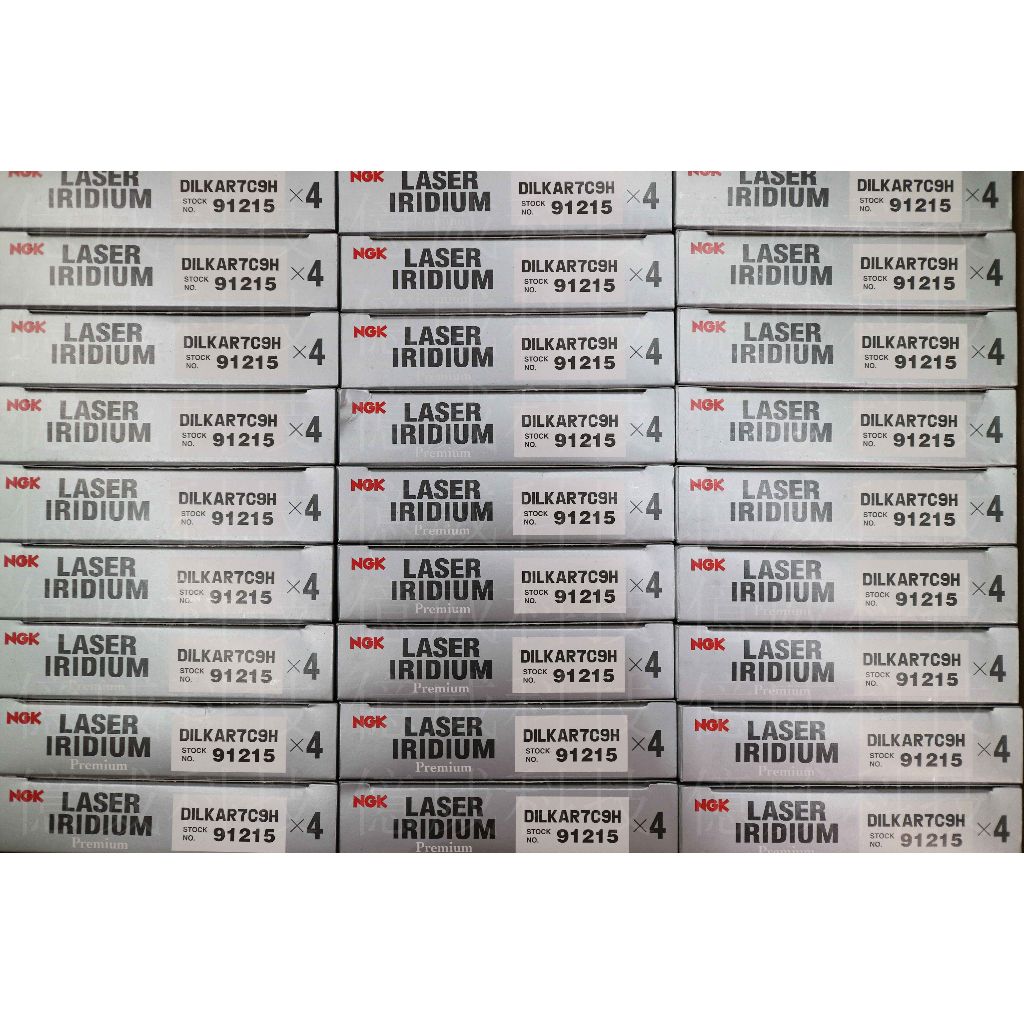 NGK LASER DILKAR7C9H NGK LASER DILKAR7C9H NGK LASER DILKAR7C9H
IRIDIUM STOCK NO. 91215 ×4 IRIDIUM STOCK NO. 91215 ×4 IRIDIUM STOCK NO. 91215 ×4
NGK LASER DILKAR7C9H NGK LASER DILKAR7C9H NGK LASER DILKAR7C9H
IRIDIUM STOCK NO. 91215 ×4 IRIDIUM STOCK NO. 91215 ×4 IRIDIUM STOCK NO. 91215 ×4
NGK LASER DILKAR7C9H NGK LASER DILKAR7C9H NGK LASER DILKAR7C9H
IRIDIUM STOCK NO. 91215 ×4 IRIDIUM STOCK NO. 91215 ×4 IRIDIUM STOCK NO. 91215 ×4
NGK LASER DILKAR7C9H NGK LASER DILKAR7C9H NGK LASER DILKAR7C9H
IRIDIUM STOCK NO. 91215 ×4 IRIDIUM STOCK NO. 91215 ×4 IRIDIUM STOCK NO. 91215 ×4
Premium
NGK LASER DILKAR7C9H NGK LASER DILKAR7C9H NGK LASER DILKAR7C9H
IRIDIUM STOCK NO. 91215 ×4 IRIDIUM STOCK NO. 91215 ×4 IRIDIUM STOCK NO. 91215 ×4
Premium
NGK LASER DILKAR7C9H NGK LASER DILKAR7C9H NGK LASER DILKAR7C9H
IRIDIUM STOCK NO. 91215 ×4 IRIDIUM STOCK NO. 91215 ×4 IRIDIUM STOCK NO. 91215 ×4
Premium Premium
NGK LASER DILKAR7C9H NGK LASER DILKAR7C9H NGK LASER DILKAR7C9H
IRIDIUM STOCK NO. 91215 ×4 IRIDIUM STOCK NO. 91215 ×4 IRIDIUM STOCK NO. 91215 ×4
Premium Premium
NGK LASER DILKAR7C9H NGK LASER DILKAR7C9H NGK LASER DILKAR7C9H
IRIDIUM STOCK NO. 91215 ×4 IRIDIUM STOCK NO. 91215 ×4 IRIDIUM STOCK NO. 91215 ×4
Premium Premium Premium
NGK LASER DILKAR7C9H NGK LASER DILKAR7C9H NGK LASER DILKAR7C9H
IRIDIUM STOCK NO. 91215 ×4 IRIDIUM STOCK NO. 91215 ×4 IRIDIUM STOCK NO. 91215 ×4
Premium Premium Premium